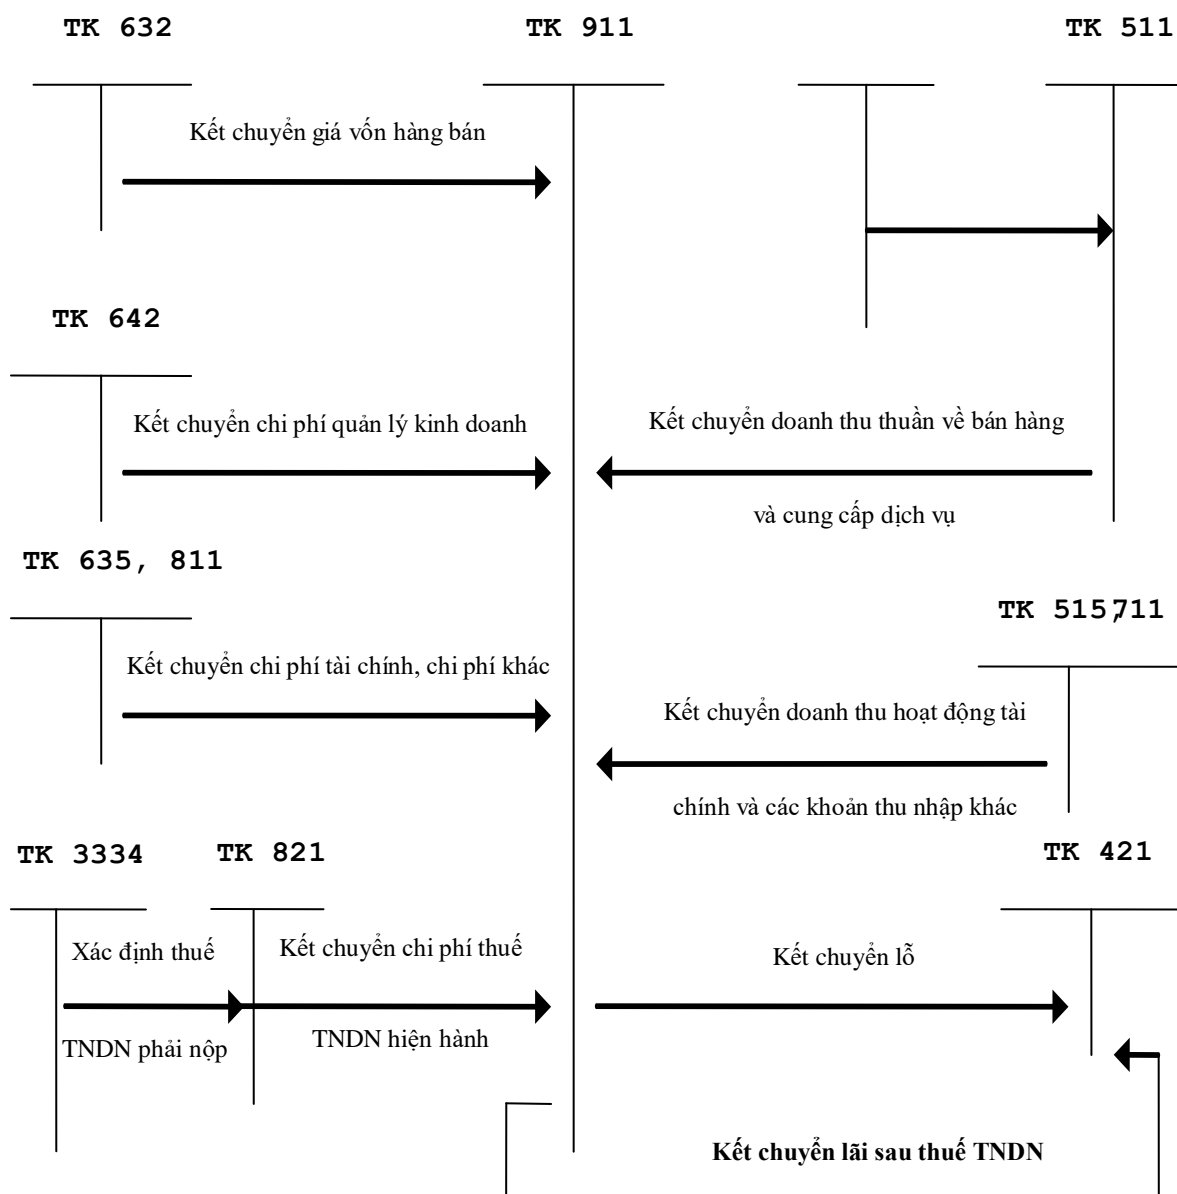 TK 632
TK 911
TK 511
Kết chuyển giá vốn hàng bán
TK 642
Kết chuyển chi phí quản lý kinh doanh
Kết chuyển doanh thu thuần về bán hàng
và cung cấp dịch vụ
TK 635, 811
TK 515,711
Kết chuyển chi phí tài chính, chi phí khác
Kết chuyển doanh thu hoạt động tài
chính và các khoản thu nhập khác
TK 3334
TK 821
TK 421
Xác định thuế
TNDN phải nộp
Kết chuyển chi phí thuế
TNDN hiện hành
Kết chuyển lỗ
Kết chuyển lãi sau thuế TNDN